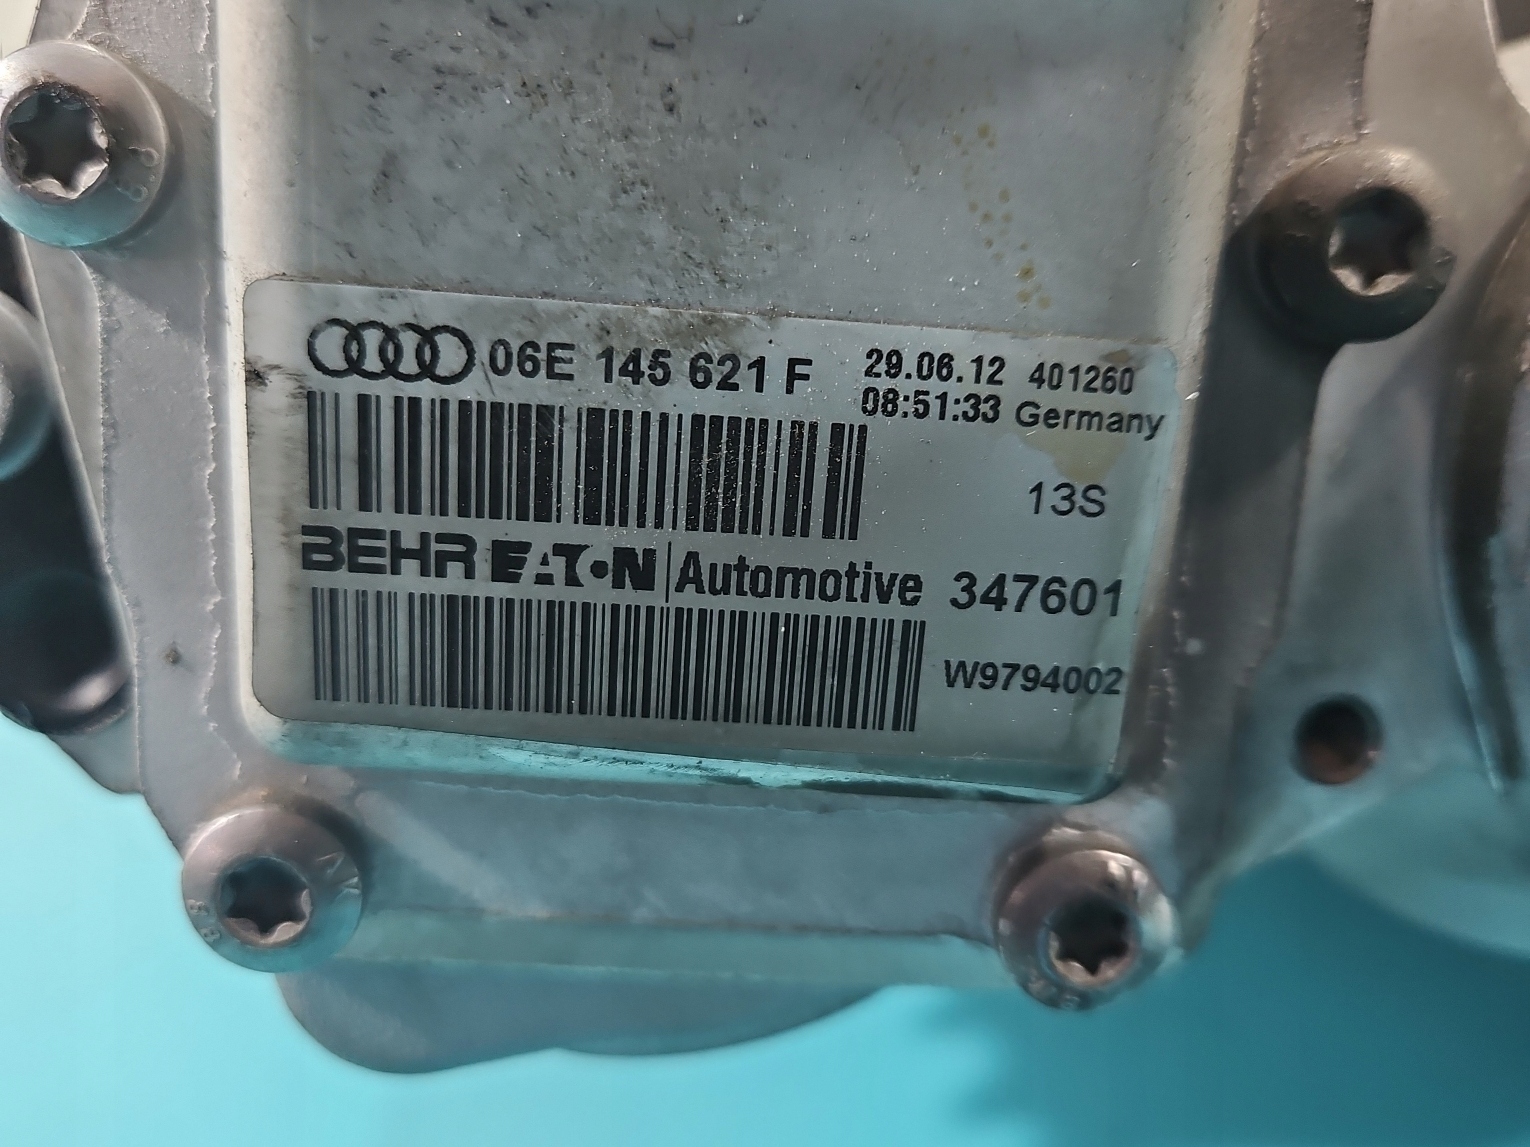 06E 145 621 F 29.06.12 401260
08:51:33 Germany
13S
BEHR EATON Automotive 347601
W9794002